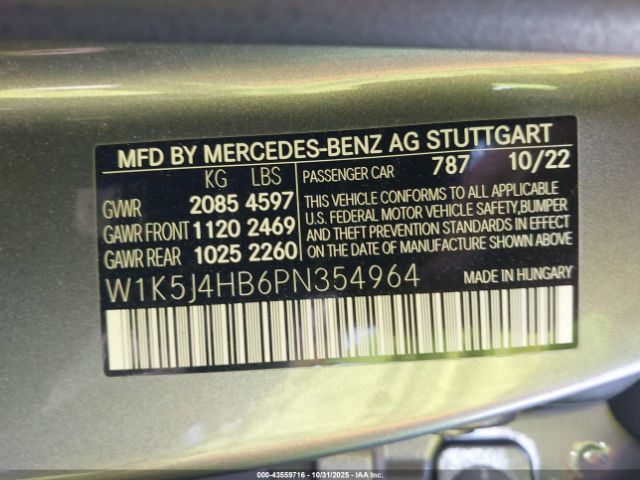 MFD BY MERCEDES-BENZ AG STUTTGART
KG LBS
GVWR 2085 4597
GAWR FRONT 1120 2469
GAWR REAR 1025 2260
PASSENGER CAR 787 10/22
THIS VEHICLE CONFORMS TO ALL APPLICABLE
U.S. FEDERAL MOTOR VEHICLE SAFETY,BUMPER
AND THEFT PREVENTION STANDARDS IN EFFECT
ON THE DATE OF MANUFACTURE SHOWN ABOVE.
W1K5J4HB6PN354964 MADE IN HUNGARY
000-43559716 | 10/31/2025 | IAAI.COM